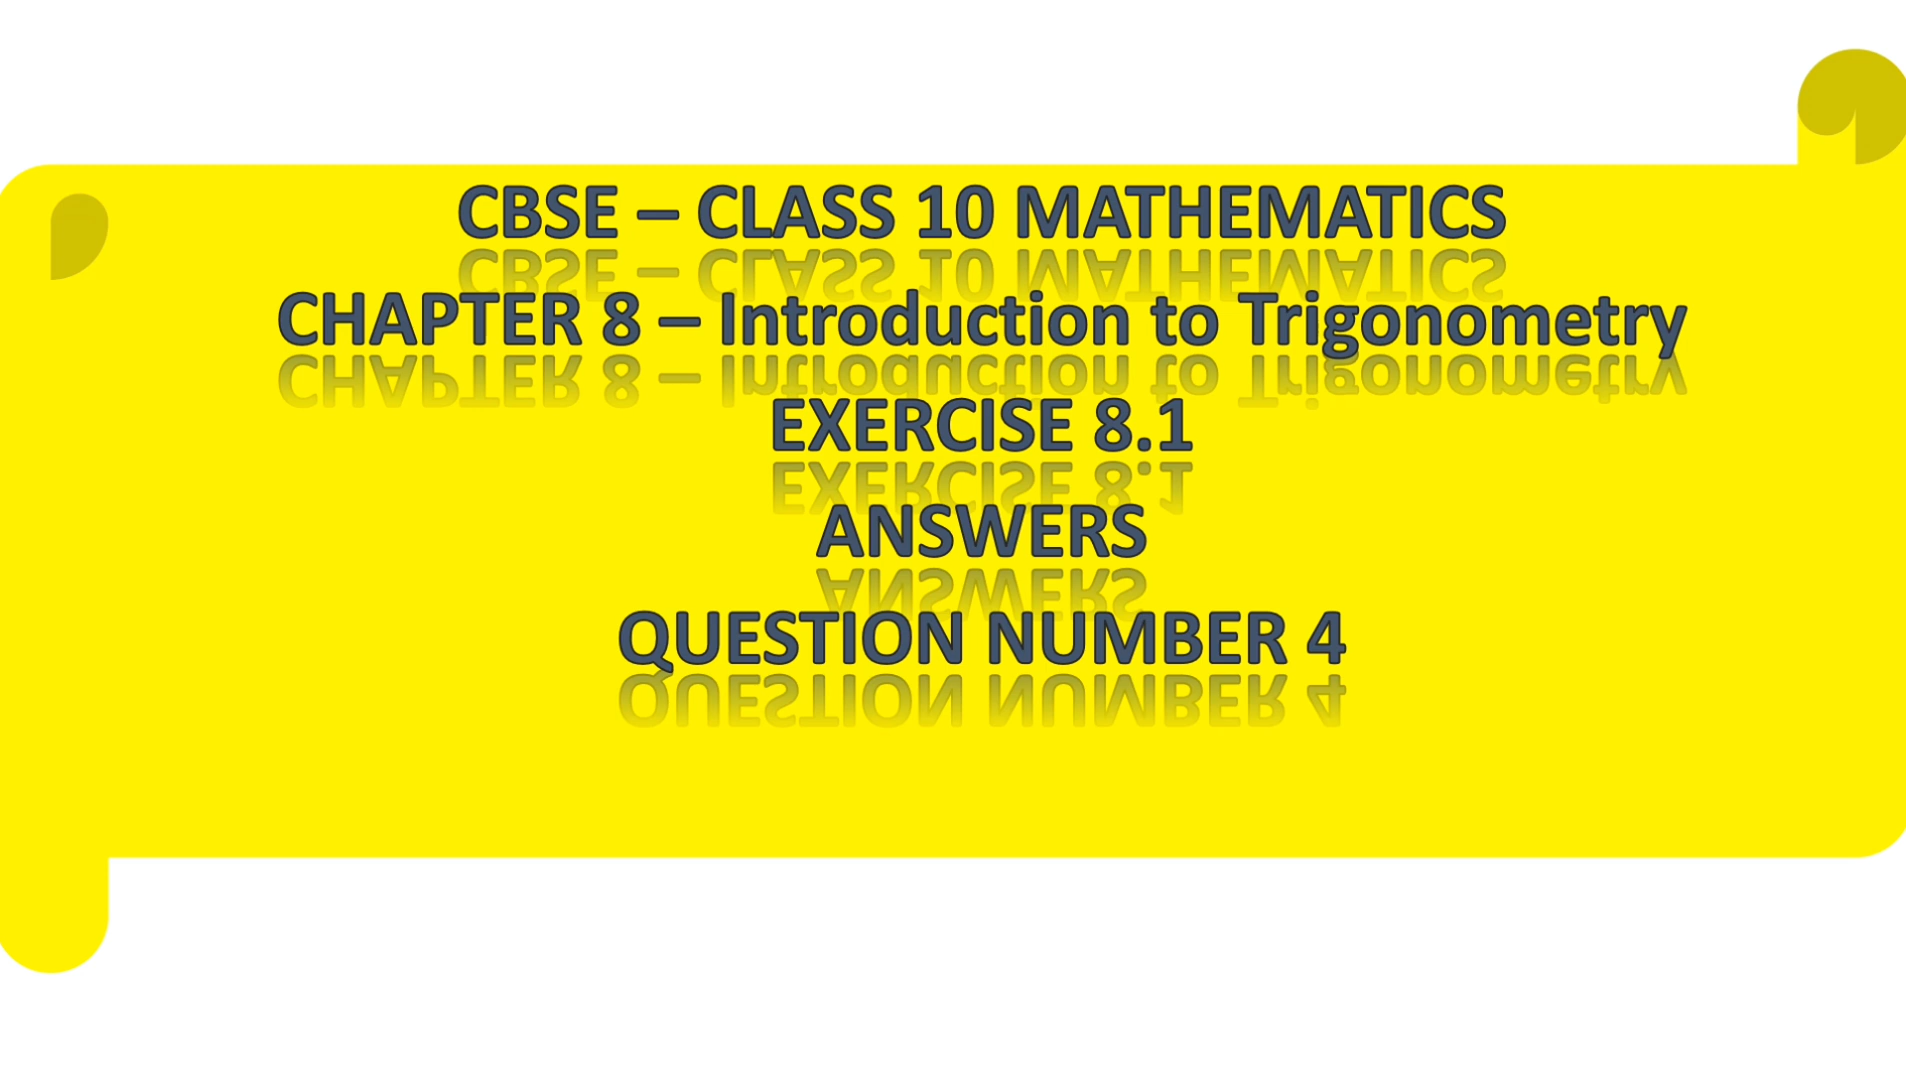 CBSE – CLASS 10 MATHEMATICS
CHAPTER 8 – Introduction to Trigonometry
EXERCISE 8.1
ANSWERS
QUESTION NUMBER 4